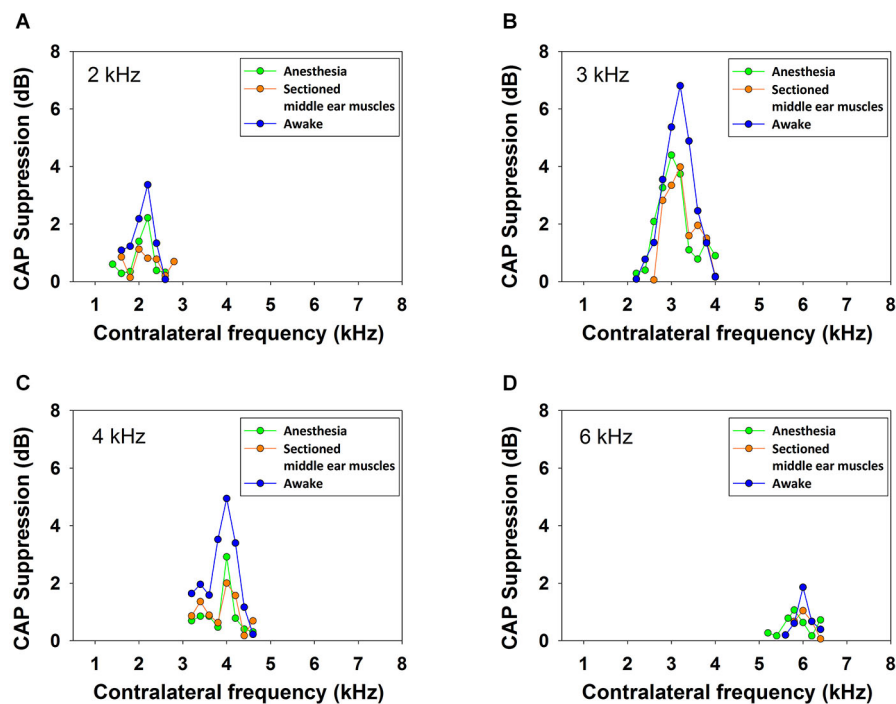 A
CAP Suppression (dB)
8
6
4
2
0
2 kHz
Anesthesia
Sectioned
middle ear muscles
Awake
1 2 3 4 5 6 7 8
Contralateral frequency (kHz)
B
CAP Suppression (dB)
8
6
4
2
0
3 kHz
Anesthesia
Sectioned
middle ear muscles
Awake
1 2 3 4 5 6 7 8
Contralateral frequency (kHz)
C
CAP Suppression (dB)
8
6
4
2
0
4 kHz
Anesthesia
Sectioned
middle ear muscles
Awake
1 2 3 4 5 6 7 8
Contralateral frequency (kHz)
D
CAP Suppression (dB)
8
6
4
2
0
6 kHz
Anesthesia
Sectioned
middle ear muscles
Awake
1 2 3 4 5 6 7 8
Contralateral frequency (kHz)